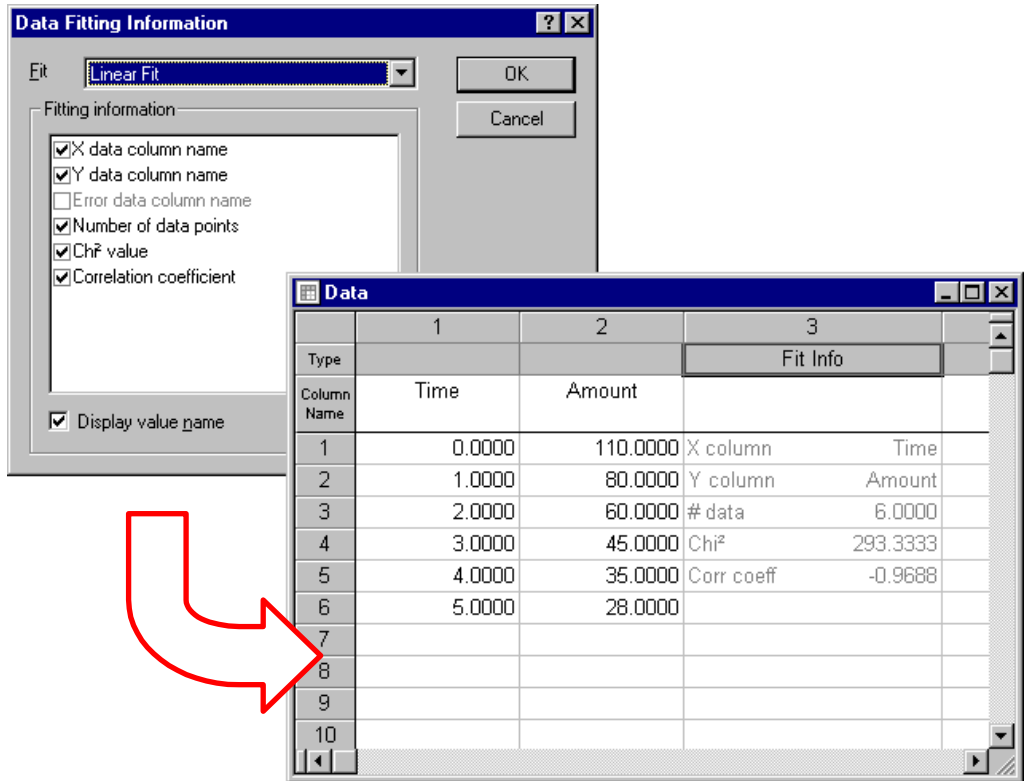 Data Fitting Information
Fit Linear Fit OK
Fitting information
Cancel
X data column name
Y data column name
Error data column name
Number of data points
Chi² value
Correlation coefficient
Display value name
Data
1 2 3
Type Fit Info
Column Name Time Amount
1 0.0000 110.0000 X column Time
2 1.0000 80.0000 Y column Amount
3 2.0000 60.0000 # data 6.0000
4 3.0000 45.0000 Chi² 293.3333
5 4.0000 35.0000 Corr coeff -0.9688
6 5.0000 28.0000
7
8
9
10